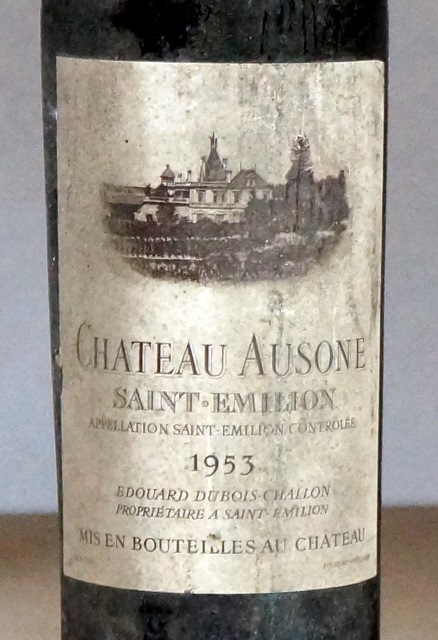 CHATEAU AUSONE
SAINT-EMILION
APPELLATION SAINT-EMILION CONTROLÉE
1953
EDOUARD DUBOIS-CHALLON
PROPRIÉTAIRE A SAINT-EMILION
MIS EN BOUTEILLES AU CHÂTEAU